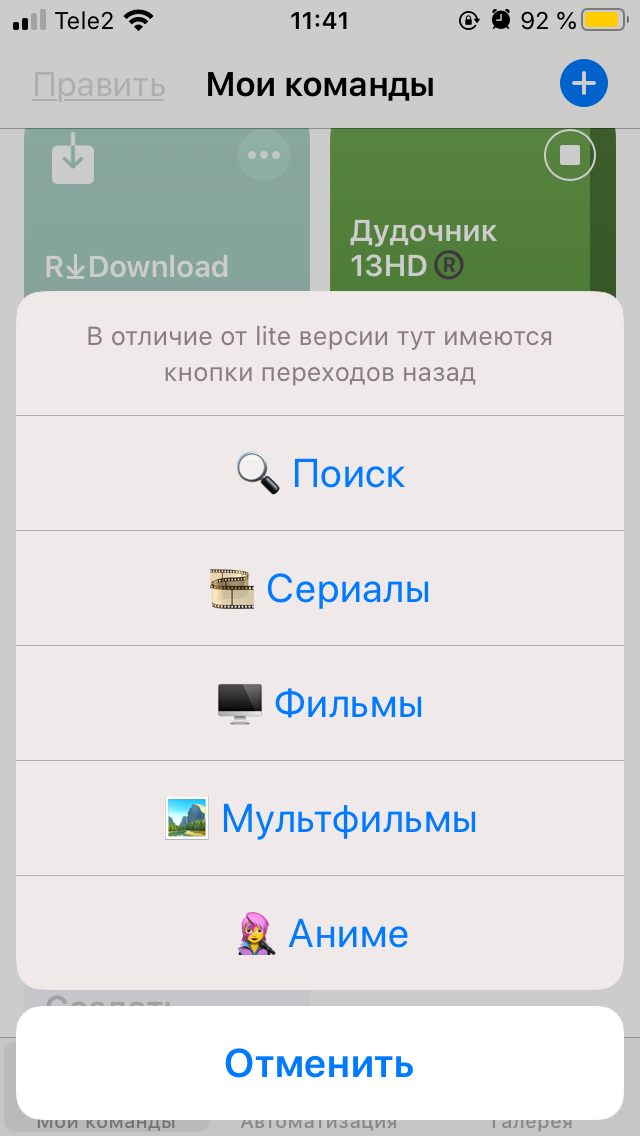 Tele2 11:41 92 %
Править Мои команды
R↓Download
Дудочник
13HD®
В отличие от lite версии тут имеются
кнопки переходов назад
Поиск
Сериалы
Фильмы
Мультфильмы
Аниме
Отменить
Мои команды Автоматизация Галерея